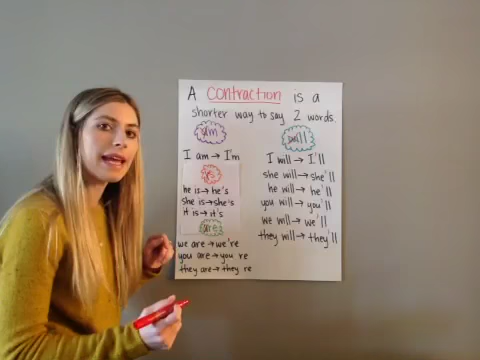 A contraction is a
shorter way to say 2 words.
am
I am → I'm
is
he is → he's
she is → she's
it is → it's
are
we are → we're
you are → you re
they are → they re
will
I will → I'll
she will → she'll
he will → he'll
you will → you'll
we will → we'll
they will → they'll